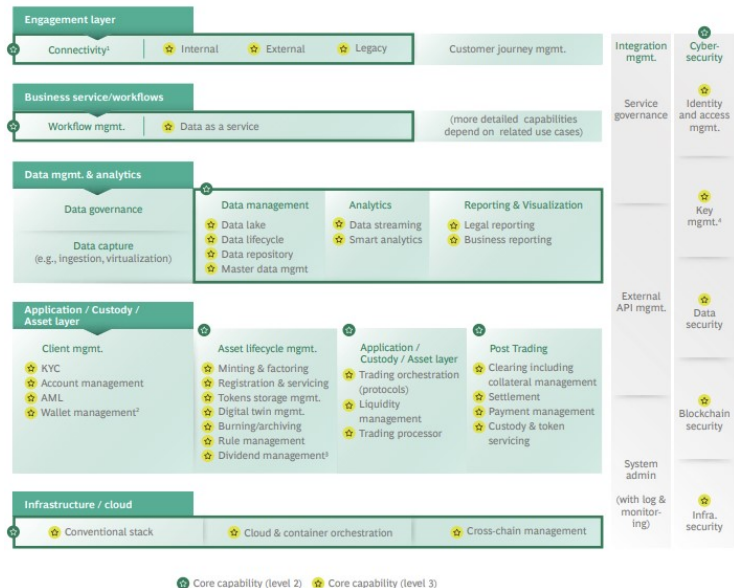 Engagement layer
Connectivity¹
Internal
External
Legacy
Customer journey mgmt.
Business service/workflows
Workflow mgmt.
Data as a service
(more detailed capabilities
depend on related use cases)
Data mgmt. & analytics
Data governance
Data capture
(e.g., ingestion, virtualization)
Data management
Data lake
Data lifecycle
Data repository
Master data mgmt
Analytics
Data streaming
Smart analytics
Reporting & Visualization
Legal reporting
Business reporting
Application / Custody /
Asset layer
Client mgmt.
KYC
Account management
AML
Wallet management²
Asset lifecycle mgmt.
Minting & factoring
Registration & servicing
Tokens storage mgmt.
Digital twin mgmt.
Burning/archiving
Rule management
Dividend management³
Application /
Custody / Asset layer
Trading orchestration
(protocols)
Liquidity
management
Trading processor
Post Trading
Clearing including
collateral management
Settlement
Payment management
Custody & token
servicing
Infrastructure / cloud
Conventional stack
Cloud & container orchestration
Cross-chain management
Integration
mgmt.
Service
governance
External
API mgmt.
System
admin
(with log &
monitor-
ing)
Cyber-
security
Identity
and access
mgmt.
Key
mgmt.⁴
Data
security
Blockchain
security
Infra.
security
Core capability (level 2)
Core capability (level 3)